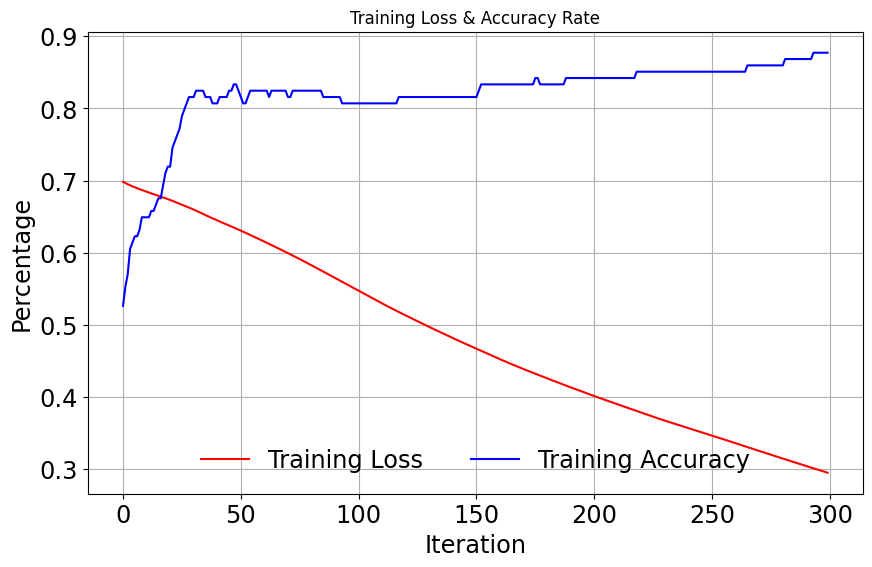 Training Loss & Accuracy Rate
0.9
0.8
0.7
0.6
0.5
0.4
0.3
Percentage
Training Loss Training Accuracy
0 50 100 150 200 250 300
Iteration